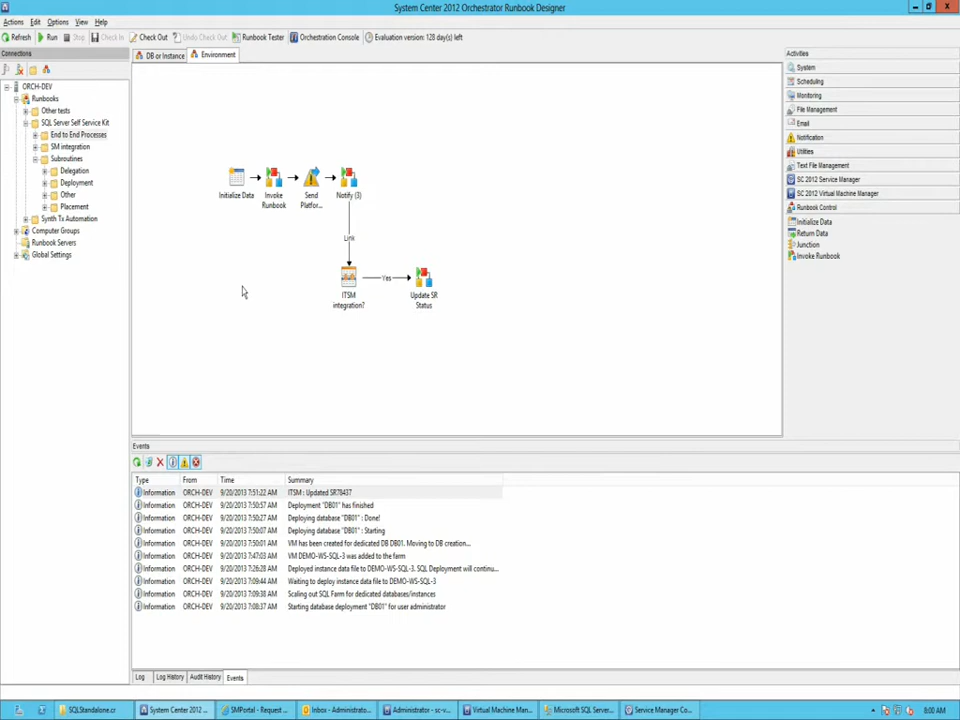 System Center 2012 Orchestrator Runbook Designer
Actions Edit Options View Help
Refresh Run Stop Check In Check Out Undo Check Out Runbook Tester Orchestration Console Evaluation version: 128 day(s) left
Connections
DB or Instance Environment
Activities
ORCH-DEV
Runbooks
Other tests
SQL Server Self Service Kit
End to End Processes
SM integration
Subroutines
Delegation
Deployment
Other
Placement
Synth Tx Automation
Computer Groups
Runbook Servers
Global Settings
Initialize Data
Invoke
Runbook
Send
Platfor...
Notify (3)
Link
ITSM
integration?
Yes
Update SR
Status
System
Scheduling
Monitoring
File Management
Email
Notification
Utilities
Text File Management
SC 2012 Service Manager
SC 2012 Virtual Machine Manager
Runbook Control
Initialize Data
Return Data
Junction
Invoke Runbook
Events
Type From Time Summary
Information ORCH-DEV 9/20/2013 7:51:22 AM ITSM : Updated SR78437
Information ORCH-DEV 9/20/2013 7:50:57 AM Deployment "DB01" has finished
Information ORCH-DEV 9/20/2013 7:50:27 AM Deploying database "DB01" : Done!
Information ORCH-DEV 9/20/2013 7:50:07 AM Deploying database "DB01" : Starting
Information ORCH-DEV 9/20/2013 7:50:01 AM VM has been created for dedicated DB DB01. Moving to DB creation...
Information ORCH-DEV 9/20/2013 7:47:03 AM VM DEMO-WS-SQL-3 was added to the farm
Information ORCH-DEV 9/20/2013 7:26:28 AM Deployed instance data file to DEMO-WS-SQL-3. SQL Deployment will continu...
Information ORCH-DEV 9/20/2013 7:09:44 AM Waiting to deploy instance data file to DEMO-WS-SQL-3
Information ORCH-DEV 9/20/2013 7:09:38 AM Scaling out SQL Farm for dedicated databases/instances
Information ORCH-DEV 9/20/2013 7:08:37 AM Starting database deployment "DB01" for user administrator
Log Log History Audit History Events
SQLStandalone.cr System Center 2012 ... SMPortal - Request ... Inbox - Administrato... Administrator - sc-v... Virtual Machine Man... Microsoft SQL Server... Service Manager Co... 8:00 AM